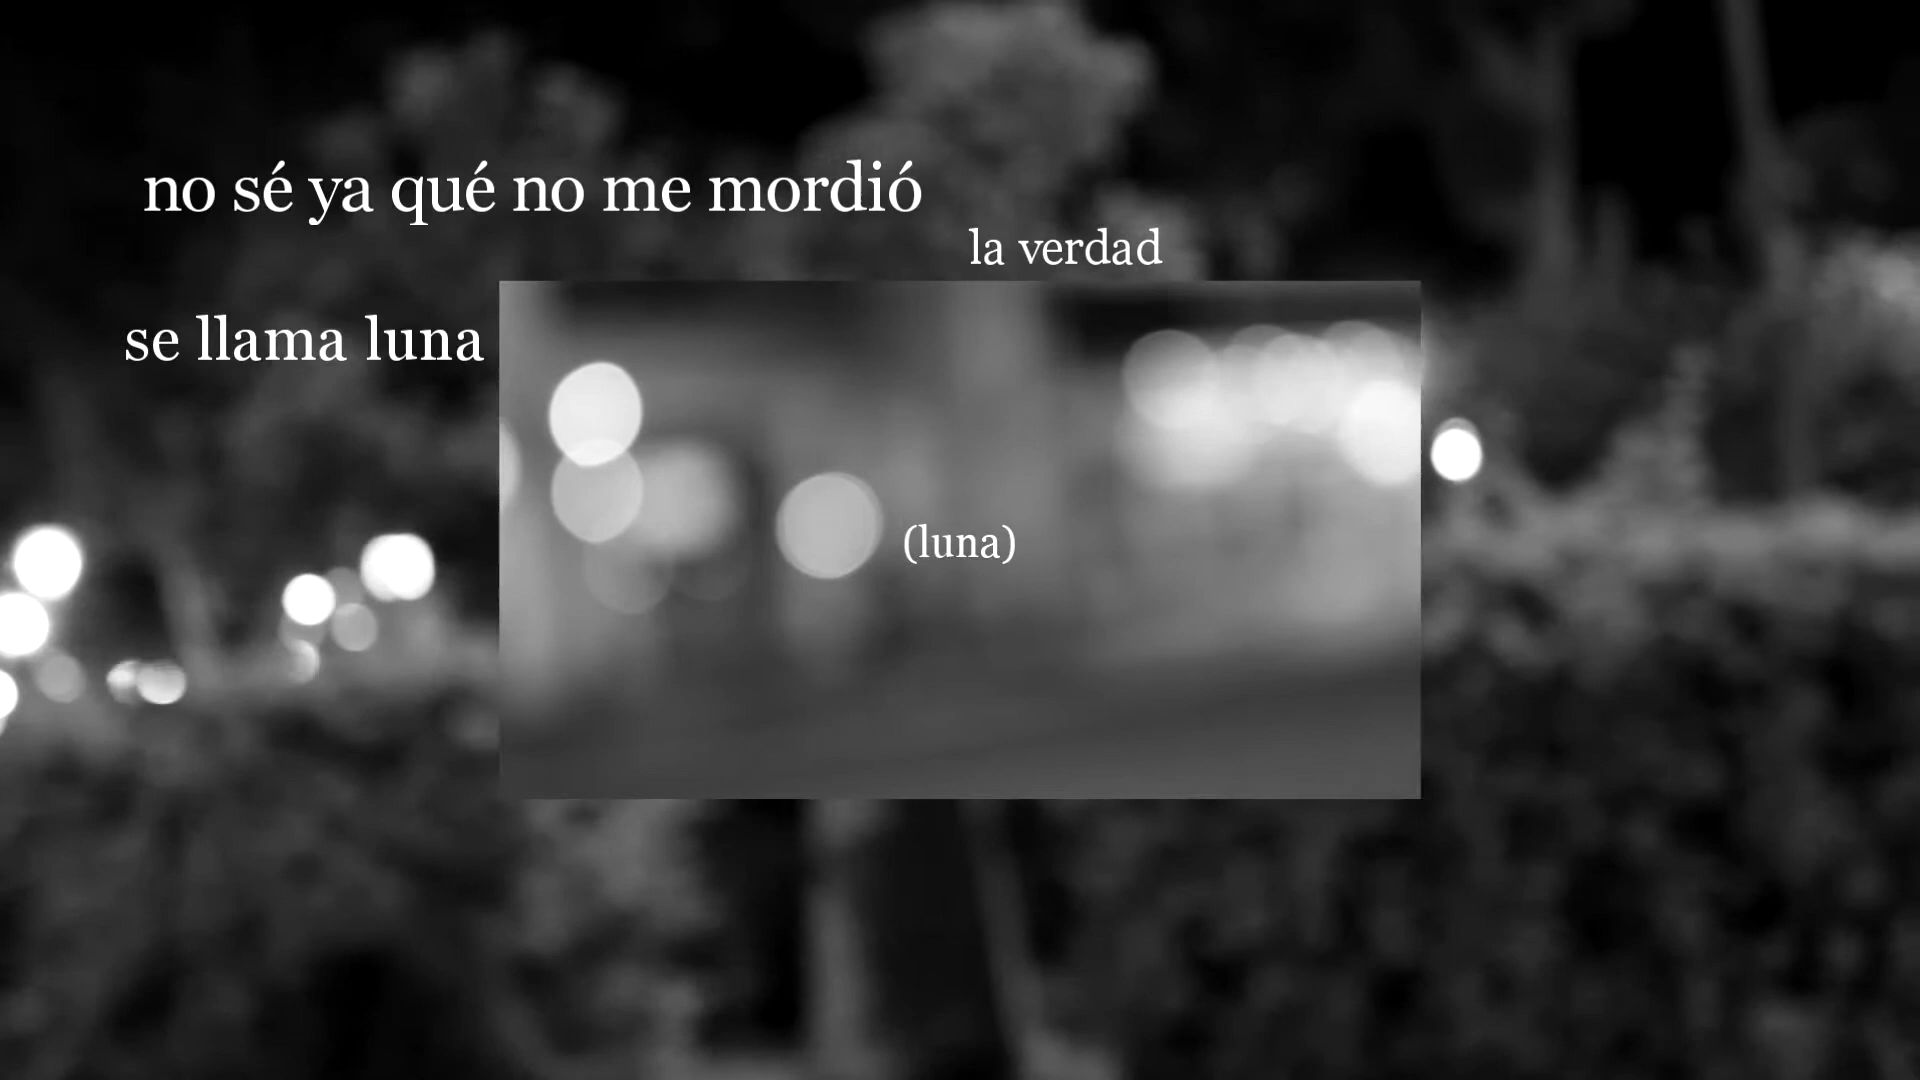 no sé ya qué no me mordió
la verdad
se llama luna
(luna)